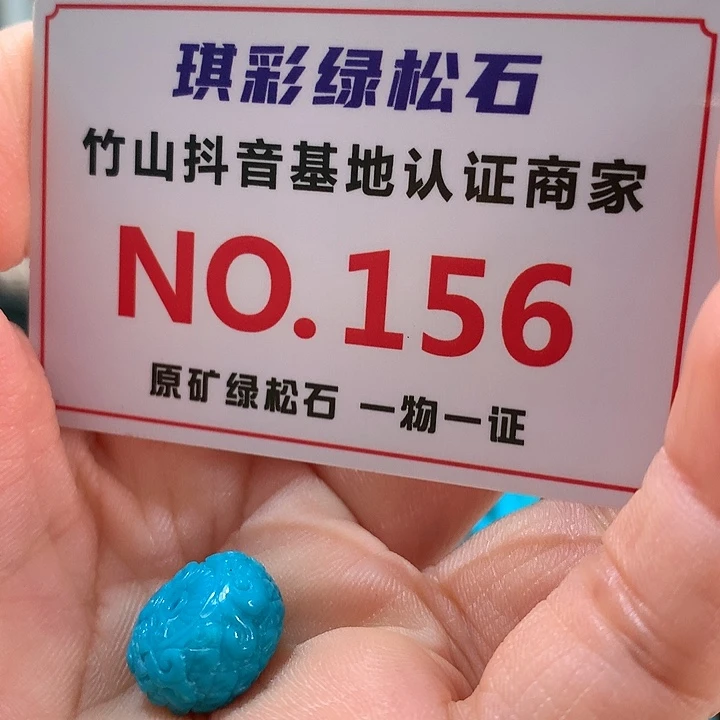 琪彩绿松石
竹山抖音基地认证商家
NO.156
原矿绿松石 一物一证